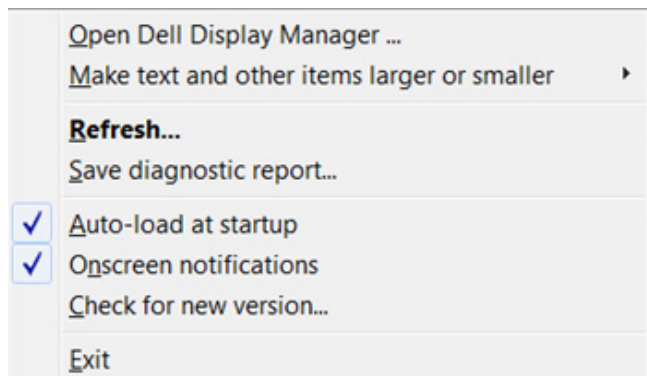 Open Dell Display Manager ...
Make text and other items larger or smaller
Refresh...
Save diagnostic report...
Auto-load at startup
Onscreen notifications
Check for new version...
Exit